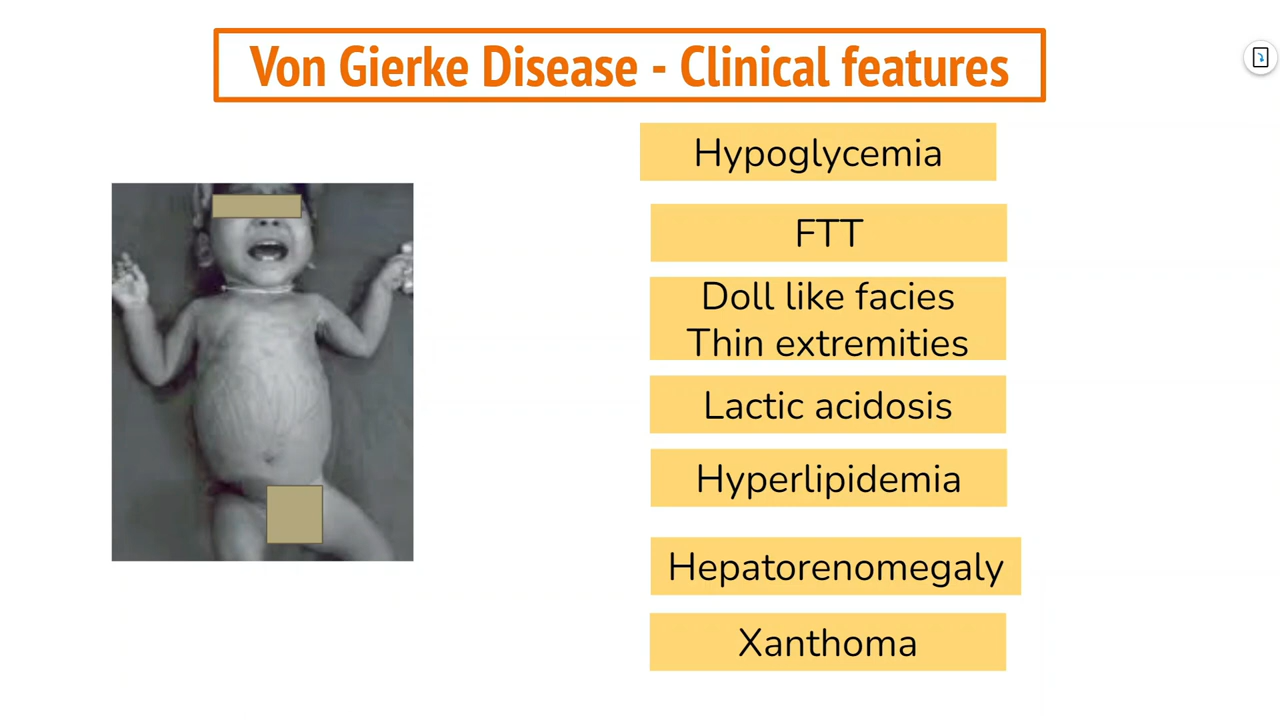 Von Gierke Disease - Clinical features
Hypoglycemia
FTT
Doll like facies
Thin extremities
Lactic acidosis
Hyperlipidemia
Hepatorenomegaly
Xanthoma